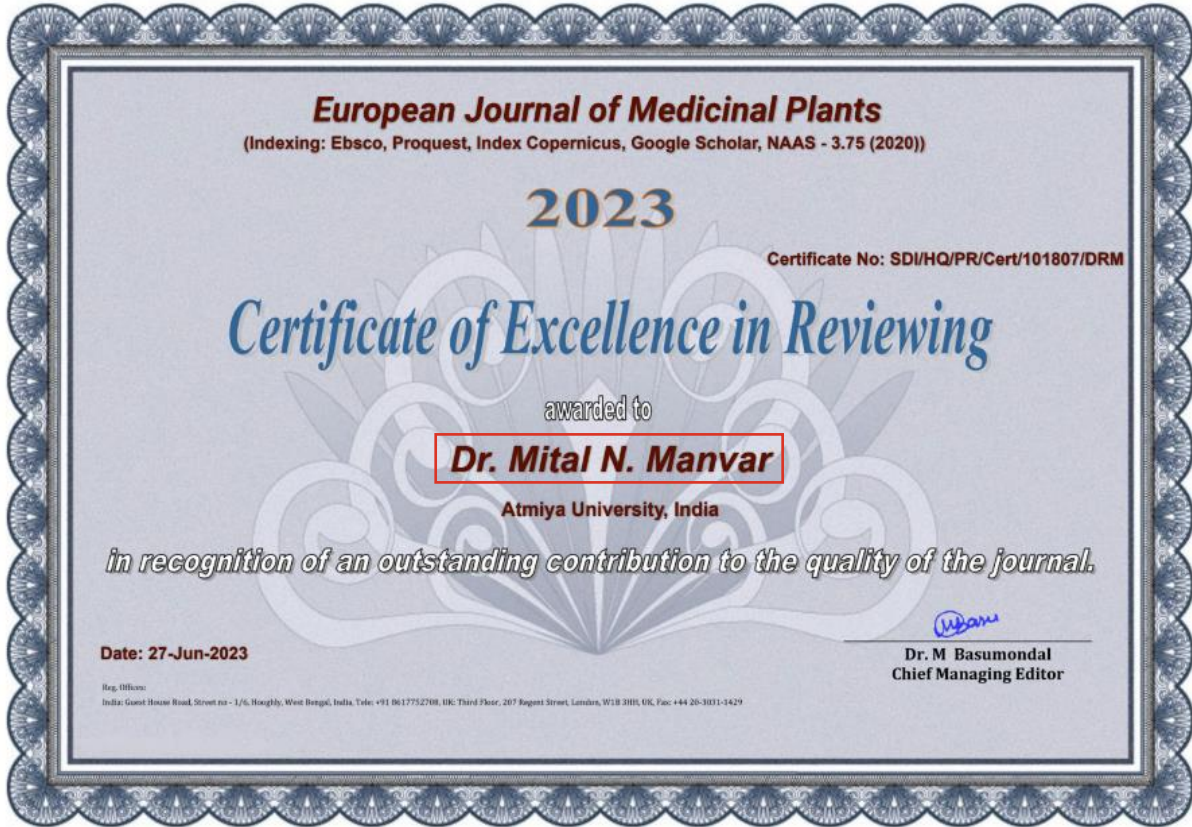 European Journal of Medicinal Plants
(Indexing: Ebsco, Proquest, Index Copernicus, Google Scholar, NAAS - 3.75 (2020))
2023
Certificate No: SDI/HQ/PR/Cert/101807/DRM
Certificate of Excellence in Reviewing
awarded to
Dr. Mital N. Manvar
Atmiya University, India
in recognition of an outstanding contribution to the quality of the journal.
Date: 27-Jun-2023
Dr. M Basumondal
Chief Managing Editor
Reg. Offices:
India: Guest House Road, Street no - 1/6, Hooghly, West Bengal, India, Tele: +91 8617752708, UK: Third Floor, 207 Regent Street, London, W1B 3HH, UK, Fax: +44 20-3031-1429